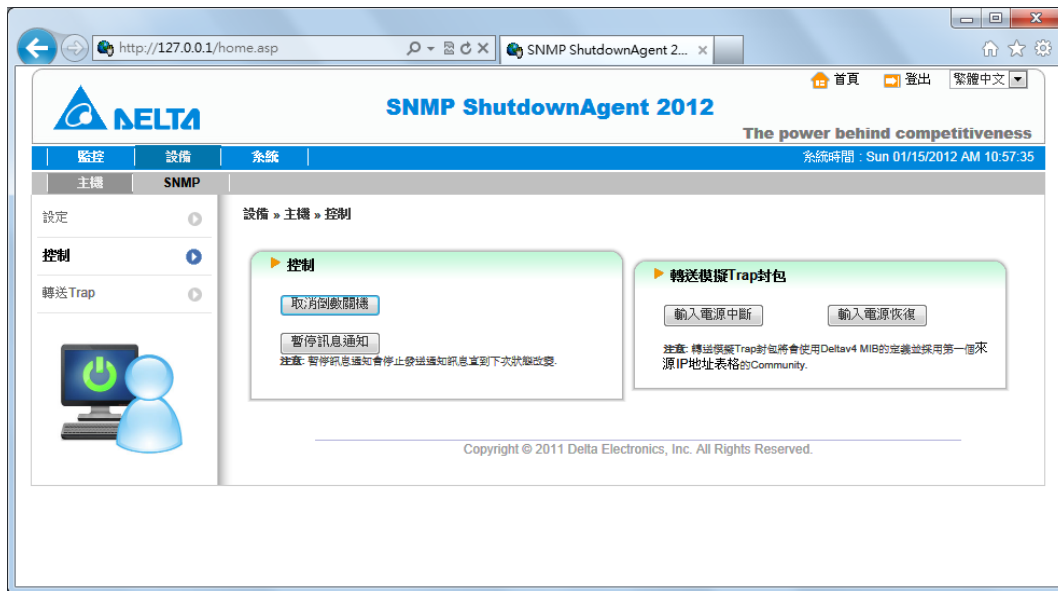 http://127.0.0.1/home.asp
SNMP ShutdownAgent 2...
首頁 登出 繁體中文
DELTA
SNMP ShutdownAgent 2012
The power behind competitiveness
監控 設備 系統 系統時間 : Sun 01/15/2012 AM 10:57:35
主機 SNMP
設定
控制
轉送Trap
設備 » 主機 » 控制
控制
取消倒數關機
暫停訊息通知
注意: 暫停訊息通知會停止發送通知訊息直到下次狀態改變.
轉送模擬Trap封包
輸入電源中斷 輸入電源恢復
注意: 轉送模擬Trap封包將會使用Deltav4 MIB的定義並採用第一個來
源IP地址表格的Community.
Copyright © 2011 Delta Electronics, Inc. All Rights Reserved.